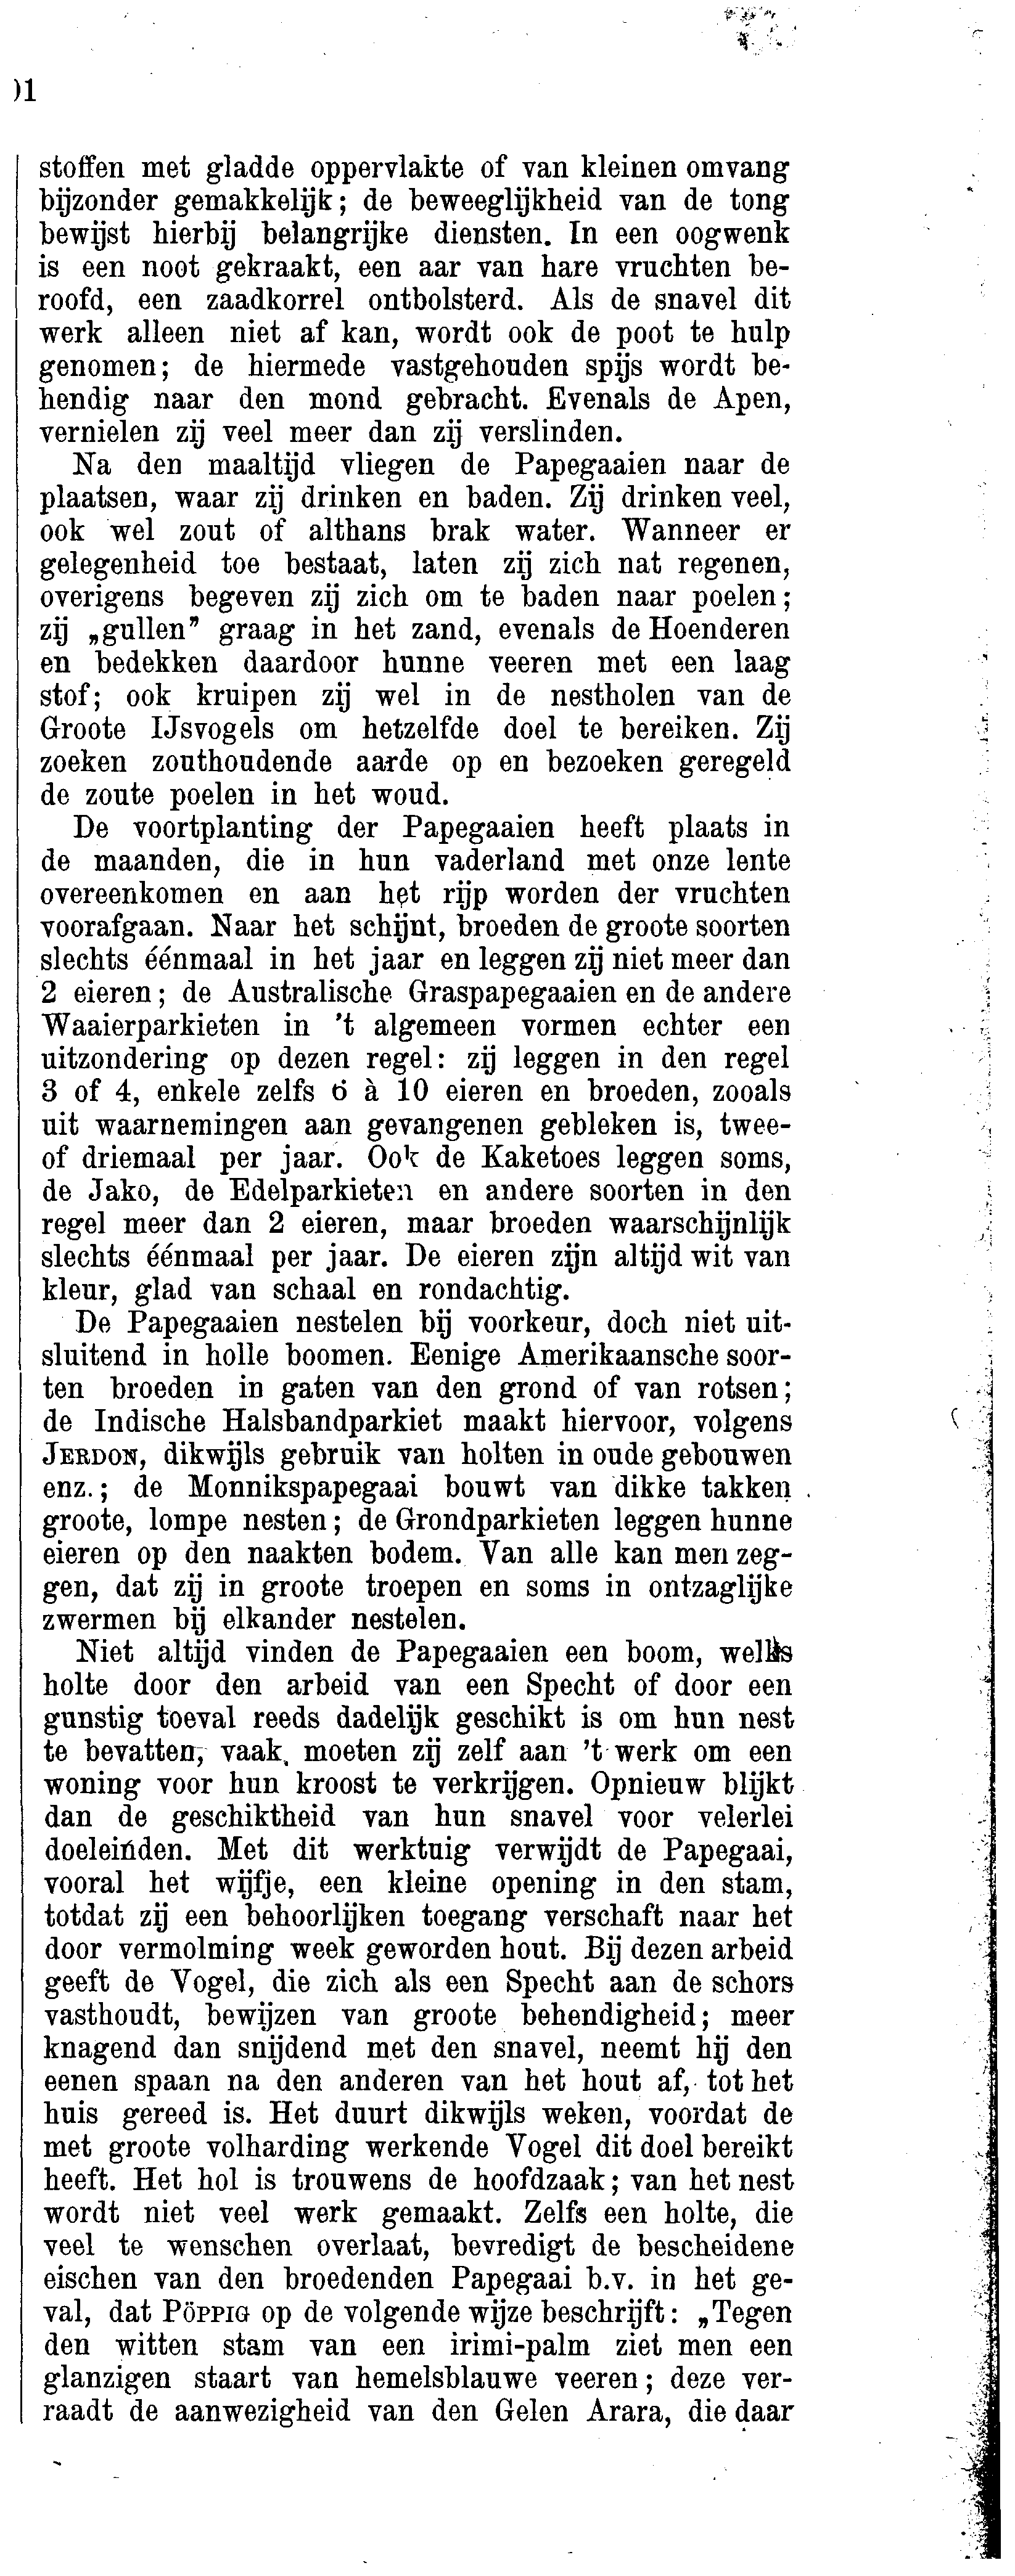 )1
stoffen met gladde oppervlakte of van kleinen omvang
bijzonder gemakkelijk; de beweeglijkheid van de tong
bewijst hierbij belangrijke diensten. In een oogwenk
is een noot gekraakt, een aar van hare vruchten be-
roofd, een zaadkorrel ontbolsterd. Als de snavel dit
werk alleen niet af kan, wordt ook de poot te hulp
genomen; de hiermede vastgehouden spijs wordt be-
hendig naar den mond gebracht. Evenals de Apen,
vernielen zij veel meer dan zij verslinden.
Na den maaltijd vliegen de Papegaaien naar de
plaatsen, waar zij drinken en baden. Zij drinken veel,
ook wel zout of althans brak water. Wanneer er
gelegenheid toe bestaat, laten zij zich nat regenen,
overigens begeven zij zich om te baden naar poelen;
zij „gullen” graag in het zand, evenals de Hoenderen
en bedekken daardoor hunne veeren met een laag
stof; ook kruipen zij wel in de nestholen van de
Groote IJsvogels om hetzelfde doel te bereiken. Zij
zoeken zouthoudende aarde op en bezoeken geregeld
de zoute poelen in het woud.
De voortplanting der Papegaaien heeft plaats in
de maanden, die in hun vaderland met onze lente
overeenkomen en aan het rijp worden der vruchten
voorafgaan. Naar het schijnt, broeden de groote soorten
slechts éénmaal in het jaar en leggen zij niet meer dan
2 eieren; de Australische Graspapegaaien en de andere
Waaierparkieten in 't algemeen vormen echter een
uitzondering op dezen regel: zij leggen in den regel
3 of 4, enkele zelfs 6 à 10 eieren en broeden, zooals
uit waarnemingen aan gevangenen gebleken is, twee-
of driemaal per jaar. Ook de Kaketoes leggen soms,
de Jako, de Edelparkieten en andere soorten in den
regel meer dan 2 eieren, maar broeden waarschijnlijk
slechts éénmaal per jaar. De eieren zijn altijd wit van
kleur, glad van schaal en rondachtig.
De Papegaaien nestelen bij voorkeur, doch niet uit-
sluitend in holle boomen. Eenige Amerikaansche soor-
ten broeden in gaten van den grond of van rotsen;
de Indische Halsbandparkiet maakt hiervoor, volgens
JERDON, dikwijls gebruik van holten in oude gebouwen
enz.; de Monnikspapegaai bouwt van dikke takken
groote, lompe nesten; de Grondparkieten leggen hunne
eieren op den naakten bodem. Van alle kan men zeg-
gen, dat zij in groote troepen en soms in ontzaglijke
zwermen bij elkander nestelen.
Niet altijd vinden de Papegaaien een boom, welks
holte door den arbeid van een Specht of door een
gunstig toeval reeds dadelijk geschikt is om hun nest
te bevatten, vaak moeten zij zelf aan 't werk om een
woning voor hun kroost te verkrijgen. Opnieuw blijkt
dan de geschiktheid van hun snavel voor velerlei
doeleinden. Met dit werktuig verwijdt de Papegaai,
vooral het wijfje, een kleine opening in den stam,
totdat zij een behoorlijken toegang verschaft naar het
door vermolming week geworden hout. Bij dezen arbeid
geeft de Vogel, die zich als een Specht aan de schors
vasthoudt, bewijzen van groote behendigheid; meer
knagend dan snijdend met den snavel, neemt hij den
eenen spaan na den anderen van het hout af, tot het
huis gereed is. Het duurt dikwijls weken, voordat de
met groote volharding werkende Vogel dit doel bereikt
heeft. Het hol is trouwens de hoofdzaak; van het nest
wordt niet veel werk gemaakt. Zelfs een holte, die
veel te wenschen overlaat, bevredigt de bescheidene
eischen van den broedenden Papegaai b.v. in het ge-
val, dat PÖPPIG op de volgende wijze beschrijft: „Tegen
den witten stam van een irimi-palm ziet men een
glanzigen staart van hemelsblauwe veeren; deze ver-
raadt de aanwezigheid van den Gelen Arara, die daar